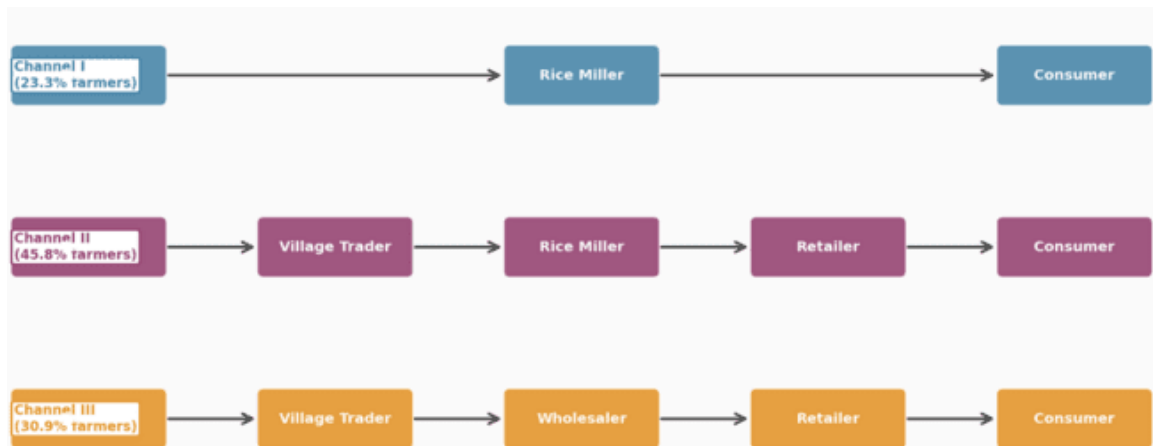 Channel I
(23.3% farmers)
Rice Miller
Consumer
Channel II
(45.8% farmers)
Village Trader
Rice Miller
Retailer
Consumer
Channel III
(30.9% farmers)
Village Trader
Wholesaler
Retailer
Consumer